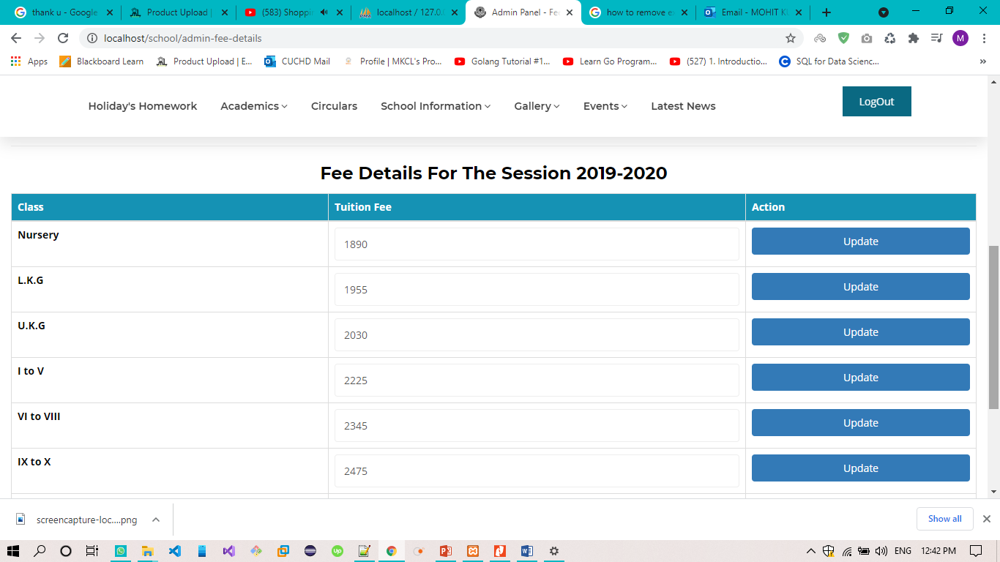 thank u - Google
Product Upload |
(583) Shoppi
localhost / 127.0.
Admin Panel - Fe
how to remove e
Email - MOHIT K
localhost/school/admin-fee-details
M
Apps
Blackboard Learn
Product Upload | E...
CUCHD Mail
Profile | MKCL's Pro...
Golang Tutorial #1...
Learn Go Program...
(527) 1. Introductio...
SQL for Data Scienc...
»
Holiday's Homework
Academics
Circulars
School Information
Gallery
Events
Latest News
LogOut
Fee Details For The Session 2019-2020
Class Tuition Fee Action
Nursery 1890 Update
L.K.G 1955 Update
U.K.G 2030 Update
I to V 2225 Update
VI to VIII 2345 Update
IX to X 2475 Update
screencapture-loc....png
Show all
ENG
12:42 PM